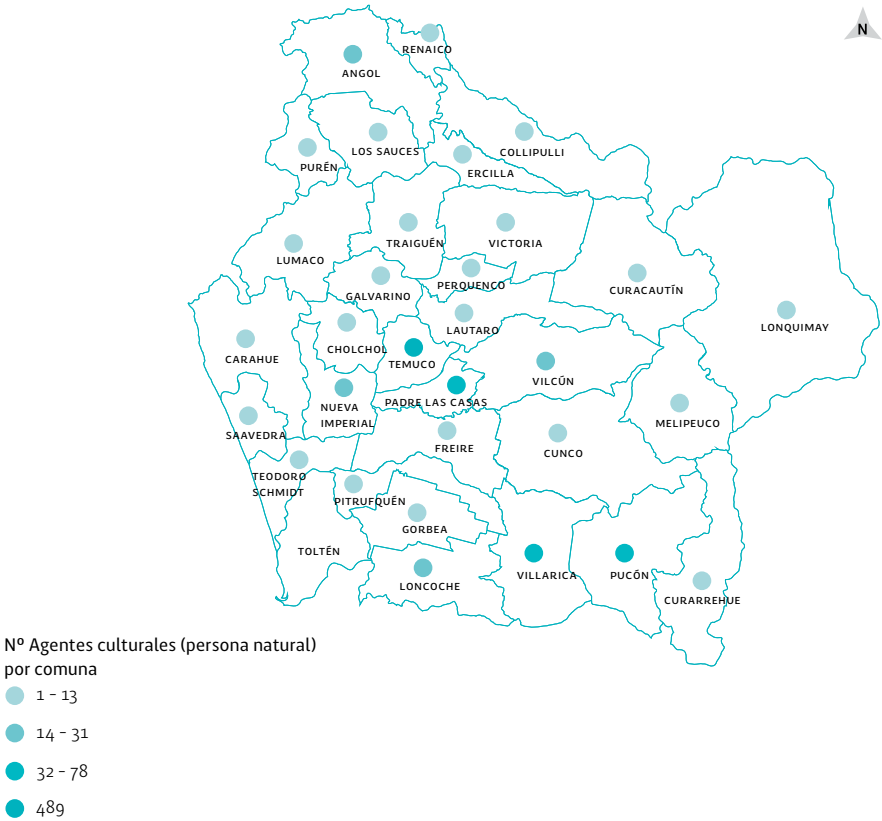 N
RENAICO
ANGOL
LOS SAUCES
COLLIPULLI
PURÉN
ERCILLA
TRAIGUÉN
VICTORIA
LUMACO
PERQUENCO
CURACAUTÍN
GALVARINO
LONQUIMAY
LAUTARO
CHOLCHOL
CARAHUE
TEMUCO
VILCÚN
PADRE LAS CASAS
NUEVA
IMPERIAL
MELIPEUCO
SAAVEDRA
FREIRE
CUNCO
TEODORO
SCHMIDT
PITRUFQUÉN
GORBEA
TOLTÉN
VILLARICA
PUCÓN
LONCOCHE
CURARREHUE
Nº Agentes culturales (persona natural)
por comuna
1 - 13
14 - 31
32 - 78
489